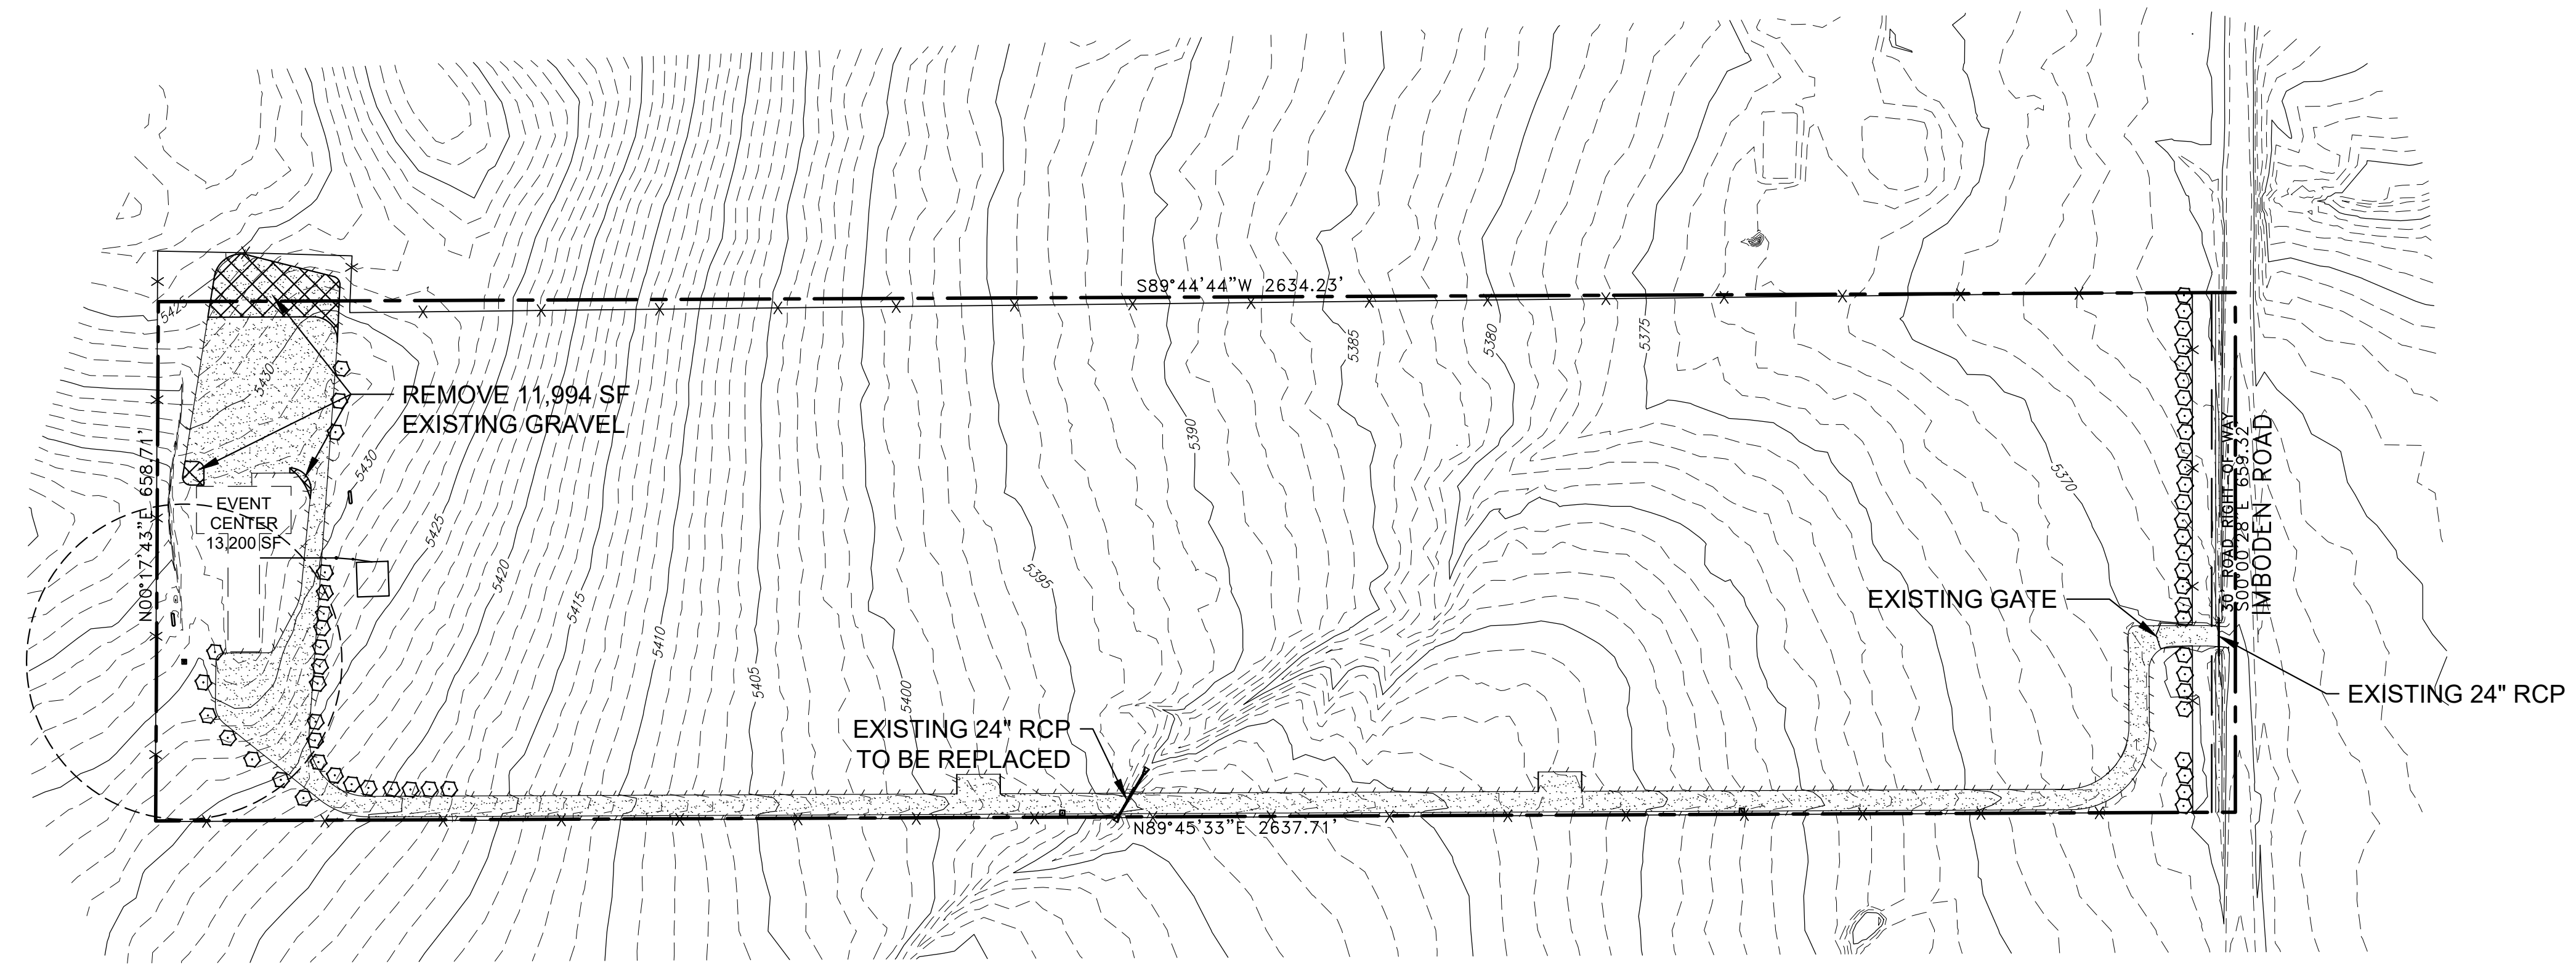 S89°44'44"W 2634.23'
5425
5385
5380
5375
5430
REMOVE 11,994 SF
EXISTING GRAVEL
5390
5430
5370
N00°17'43"E 658.71'
EVENT
CENTER
13,200 SF
5425
5420
5395
5415
5410
5405
5400
30' ROAD RIGHT-OF-WAY
S00°00'28"E 659.32
IMBODEN ROAD
EXISTING GATE
EXISTING 24" RCP
EXISTING 24" RCP
TO BE REPLACED
N89°45'33"E 2637.71'